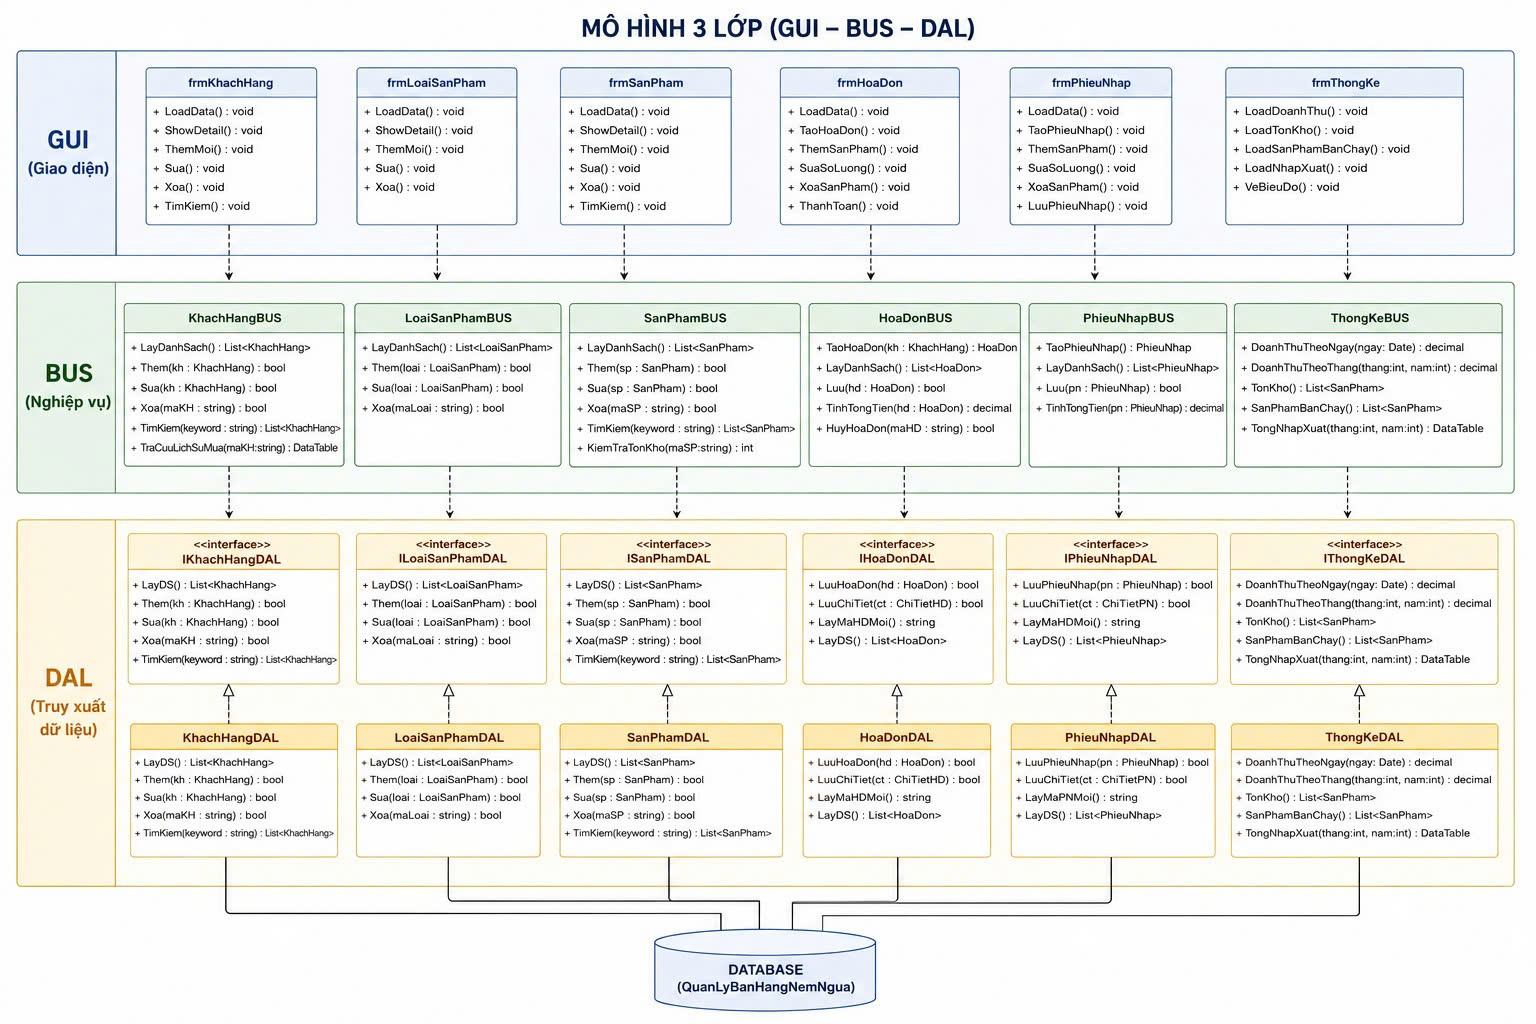 MÔ HÌNH 3 LỚP (GUI – BUS – DAL)
GUI
(Giao diện)
frmKhachHang
+ LoadData() : void
+ ShowDetail() : void
+ ThemMoi() : void
+ Sua() : void
+ Xoa() : void
+ TimKiem() : void
frmLoaiSanPham
+ LoadData() : void
+ ShowDetail() : void
+ ThemMoi() : void
+ Sua() : void
+ Xoa() : void
frmSanPham
+ LoadData() : void
+ ShowDetail() : void
+ ThemMoi() : void
+ Sua() : void
+ Xoa() : void
+ TimKiem() : void
frmHoaDon
+ LoadData() : void
+ TaoHoaDon() : void
+ ThemSanPham() : void
+ SuaSoLuong() : void
+ XoaSanPham() : void
+ ThanhToan() : void
frmPhieuNhap
+ LoadData() : void
+ TaoPhieuNhap() : void
+ ThemSanPham() : void
+ SuaSoLuong() : void
+ XoaSanPham() : void
+ LuuPhieuNhap() : void
frmThongKe
+ LoadDoanhThu() : void
+ LoadTonKho() : void
+ LoadSanPhamBanChay() : void
+ LoadNhapXuat() : void
+ VeBieuDo() : void
BUS
(Nghiệp vụ)
KhachHangBUS
+ LayDanhSach() : List<KhachHang>
+ Them(kh : KhachHang) : bool
+ Sua(kh : KhachHang) : bool
+ Xoa(maKH : string) : bool
+ TimKiem(keyword : string) : List<KhachHang>
+ TraCuuLichSuMua(maKH:string) : DataTable
LoaiSanPhamBUS
+ LayDanhSach() : List<LoaiSanPham>
+ Them(loai : LoaiSanPham) : bool
+ Sua(loai : LoaiSanPham) : bool
+ Xoa(maLoai : string) : bool
SanPhamBUS
+ LayDanhSach() : List<SanPham>
+ Them(sp : SanPham) : bool
+ Sua(sp : SanPham) : bool
+ Xoa(maSP : string) : bool
+ TimKiem(keyword : string) : List<SanPham>
+ KiemTraTonKho(maSP:string) : int
HoaDonBUS
+ TaoHoaDon(kh : KhachHang) : HoaDon
+ LayDanhSach() : List<HoaDon>
+ Luu(hd : HoaDon) : bool
+ TinhTongTien(hd : HoaDon) : decimal
+ HuyHoaDon(maHD : string) : bool
PhieuNhapBUS
+ TaoPhieuNhap() : PhieuNhap
+ LayDanhSach() : List<PhieuNhap>
+ Luu(pn : PhieuNhap) : bool
+ TinhTongTien(pn : PhieuNhap) : decimal
ThongKeBUS
+ DoanhThuTheoNgay(ngay: Date) : decimal
+ DoanhThuTheoThang(thang:int, nam:int) : decimal
+ TonKho() : List<SanPham>
+ SanPhamBanChay() : List<SanPham>
+ TongNhapXuat(thang:int, nam:int) : DataTable
DAL
(Truy xuất
dữ liệu)
<<interface>>
IKhachHangDAL
+ LayDS() : List<KhachHang>
+ Them(kh : KhachHang) : bool
+ Sua(kh : KhachHang) : bool
+ Xoa(maKH : string) : bool
+ TimKiem(keyword : string) : List<KhachHang>
<<interface>>
ILoaiSanPhamDAL
+ LayDS() : List<LoaiSanPham>
+ Them(loai : LoaiSanPham) : bool
+ Sua(loai : LoaiSanPham) : bool
+ Xoa(maLoai : string) : bool
<<interface>>
ISanPhamDAL
+ LayDS() : List<SanPham>
+ Them(sp : SanPham) : bool
+ Sua(sp : SanPham) : bool
+ Xoa(maSP : string) : bool
+ TimKiem(keyword : string) : List<SanPham>
<<interface>>
IHoaDonDAL
+ LuuHoaDon(hd : HoaDon) : bool
+ LuuChiTiet(ct : ChiTietHD) : bool
+ LayMaHDMoi() : string
+ LayDS() : List<HoaDon>
<<interface>>
IPhieuNhapDAL
+ LuuPhieuNhap(pn : PhieuNhap) : bool
+ LuuChiTiet(ct : ChiTietPN) : bool
+ LayMaHDMoi() : string
+ LayDS() : List<PhieuNhap>
<<interface>>
IThongKeDAL
+ DoanhThuTheoNgay(ngay: Date) : decimal
+ DoanhThuTheoThang(thang:int, nam:int) : decimal
+ TonKho() : List<SanPham>
+ SanPhamBanChay() : List<SanPham>
+ TongNhapXuat(thang:int, nam:int) : DataTable
KhachHangDAL
+ LayDS() : List<KhachHang>
+ Them(kh : KhachHang) : bool
+ Sua(kh : KhachHang) : bool
+ Xoa(maKH : string) : bool
+ TimKiem(keyword : string) : List<KhachHang>
LoaiSanPhamDAL
+ LayDS() : List<LoaiSanPham>
+ Them(loai : LoaiSanPham) : bool
+ Sua(loai : LoaiSanPham) : bool
+ Xoa(maLoai : string) : bool
SanPhamDAL
+ LayDS() : List<SanPham>
+ Them(sp : SanPham) : bool
+ Sua(sp : SanPham) : bool
+ Xoa(maSP : string) : bool
+ TimKiem(keyword : string) : List<SanPham>
HoaDonDAL
+ LuuHoaDon(hd : HoaDon) : bool
+ LuuChiTiet(ct : ChiTietHD) : bool
+ LayMaHDMoi() : string
+ LayDS() : List<HoaDon>
PhieuNhapDAL
+ LuuPhieuNhap(pn : PhieuNhap) : bool
+ LuuChiTiet(ct : ChiTietPN) : bool
+ LayMaPNMoi() : string
+ LayDS() : List<PhieuNhap>
ThongKeDAL
+ DoanhThuTheoNgay(ngay: Date) : decimal
+ DoanhThuTheoThang(thang:int, nam:int) : decimal
+ TonKho() : List<SanPham>
+ SanPhamBanChay() : List<SanPham>
+ TongNhapXuat(thang:int, nam:int) : DataTable
DATABASE
(QuanLyBanHangNemNgua)